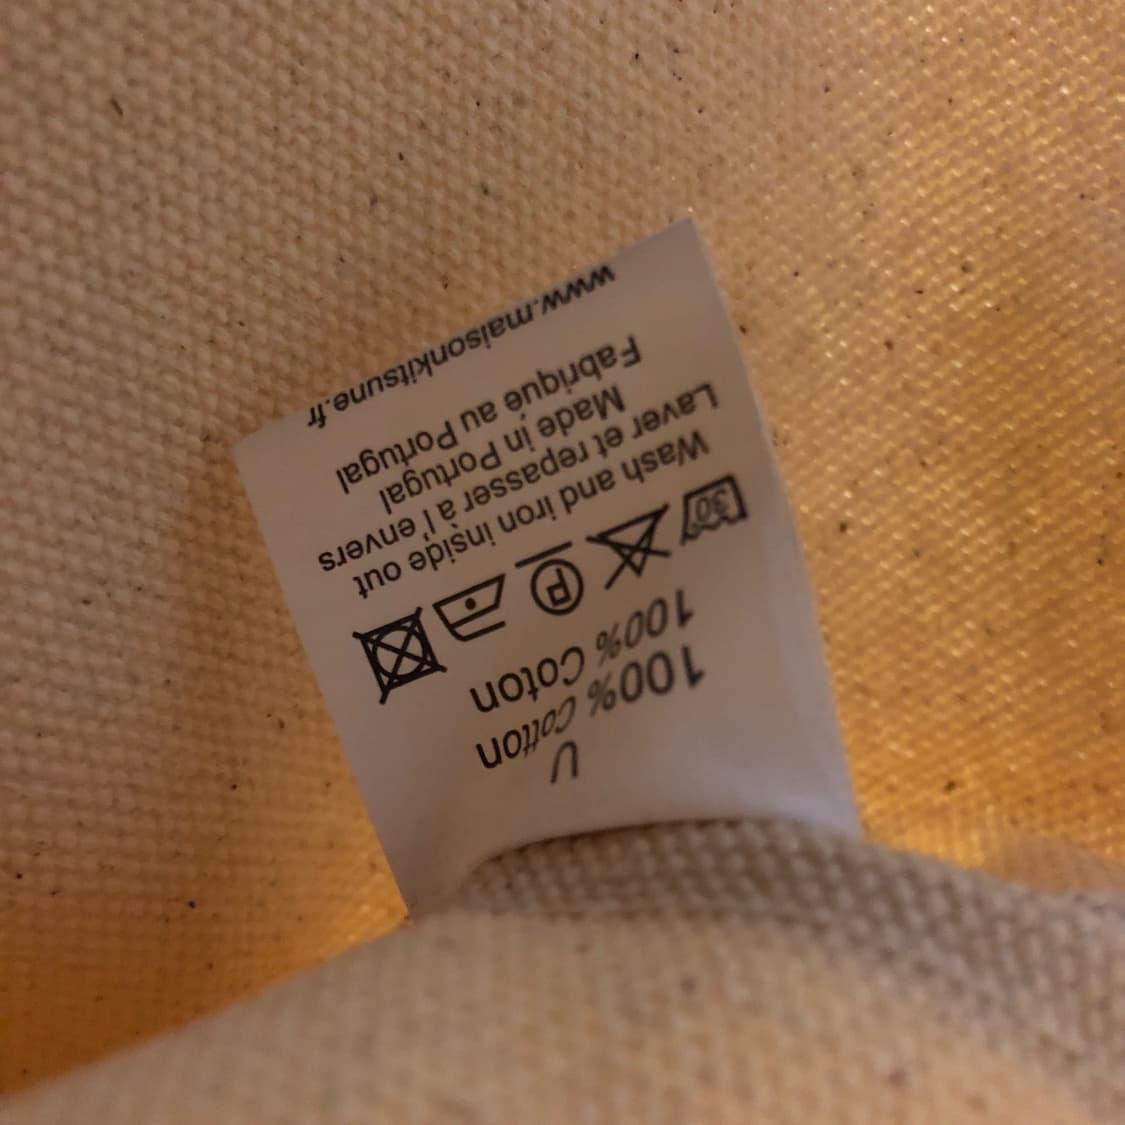 U
100% Cotton
100% Coton
30° P
Wash and iron inside out
Laver et repasser à l'envers
Made in Portugal
Fabriqué au Portugal
www.maisonkitsune.fr